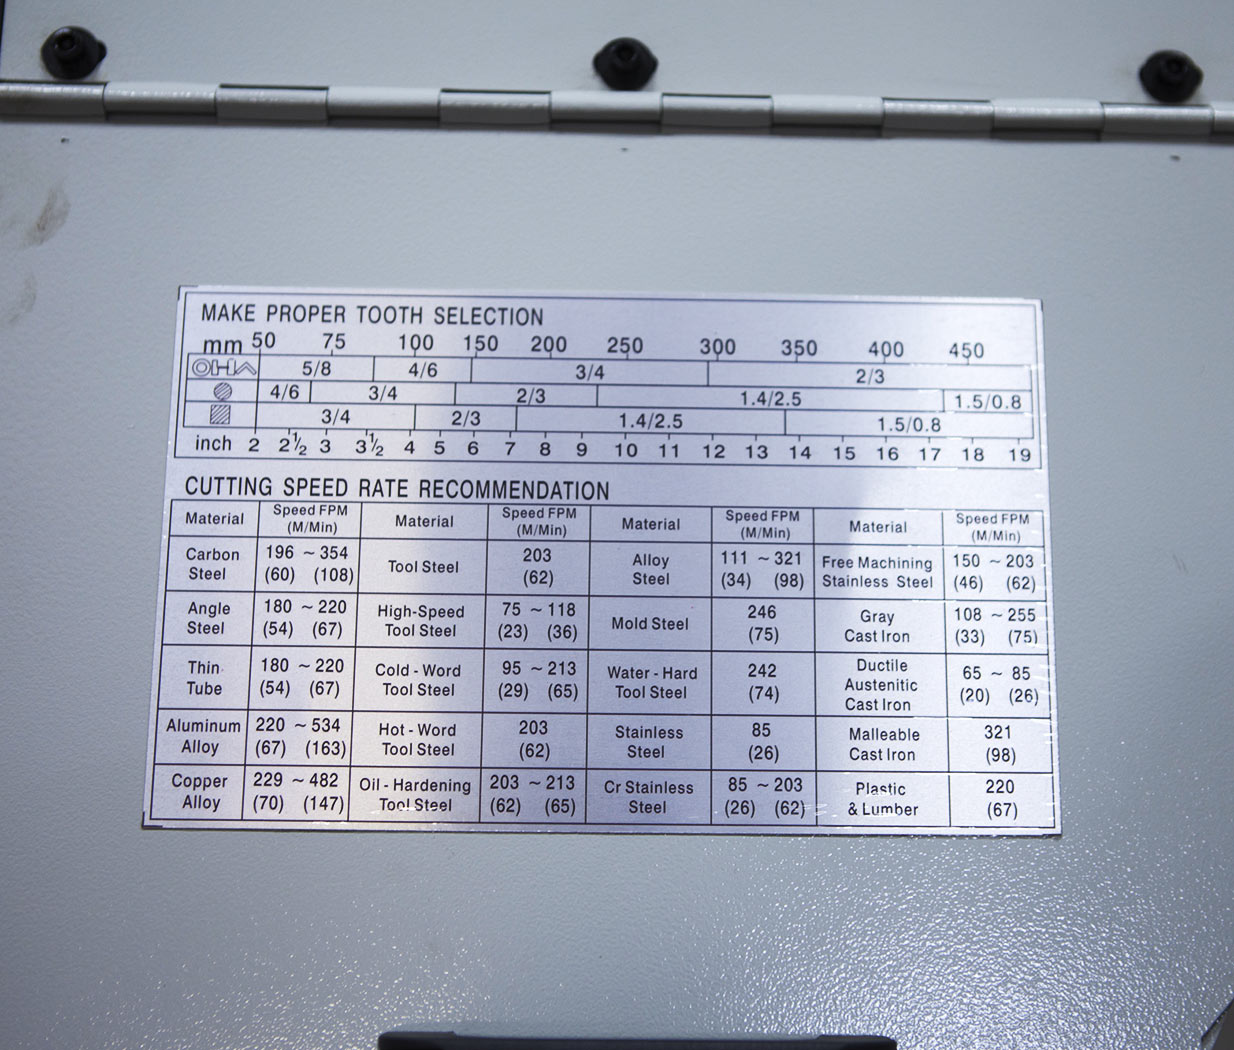 MAKE PROPER TOOTH SELECTION
mm 50 75 100 150 200 250 300 350 400 450
5/8 4/6 3/4 2/3
4/6 3/4 2/3 1.4/2.5 1.5/0.8
3/4 2/3 1.4/2.5 1.5/0.8
inch 2 2½ 3 3½ 4 5 6 7 8 9 10 11 12 13 14 15 16 17 18 19
CUTTING SPEED RATE RECOMMENDATION
Material Speed FPM Material Speed FPM Material Speed FPM Material Speed FPM
(M/Min) (M/Min) (M/Min) (M/Min)
Carbon 196 ~ 354 Tool Steel 203 Alloy 111 ~ 321 Free Machining 150 ~ 203
Steel (60) (108) (62) Steel (34) (98) Stainless Steel (46) (62)
Angle 180 ~ 220 High-Speed 75 ~ 118 Mold Steel 246 Gray 108 ~ 255
Steel (54) (67) Tool Steel (23) (36) (75) Cast Iron (33) (75)
Thin 180 ~ 220 Cold - Word 95 ~ 213 Water - Hard 242 Ductile 65 ~ 85
Tube (54) (67) Tool Steel (29) (65) Tool Steel (74) Austenitic (20) (26)
Cast Iron
Aluminum 220 ~ 534 Hot - Word 203 Stainless 85 Malleable 321
Alloy (67) (163) Tool Steel (62) Steel (26) Cast Iron (98)
Copper 229 ~ 482 Oil - Hardening 203 ~ 213 Cr Stainless 85 ~ 203 Plastic 220
Alloy (70) (147) Tool Steel (62) (65) Steel (26) (62) & Lumber (67)